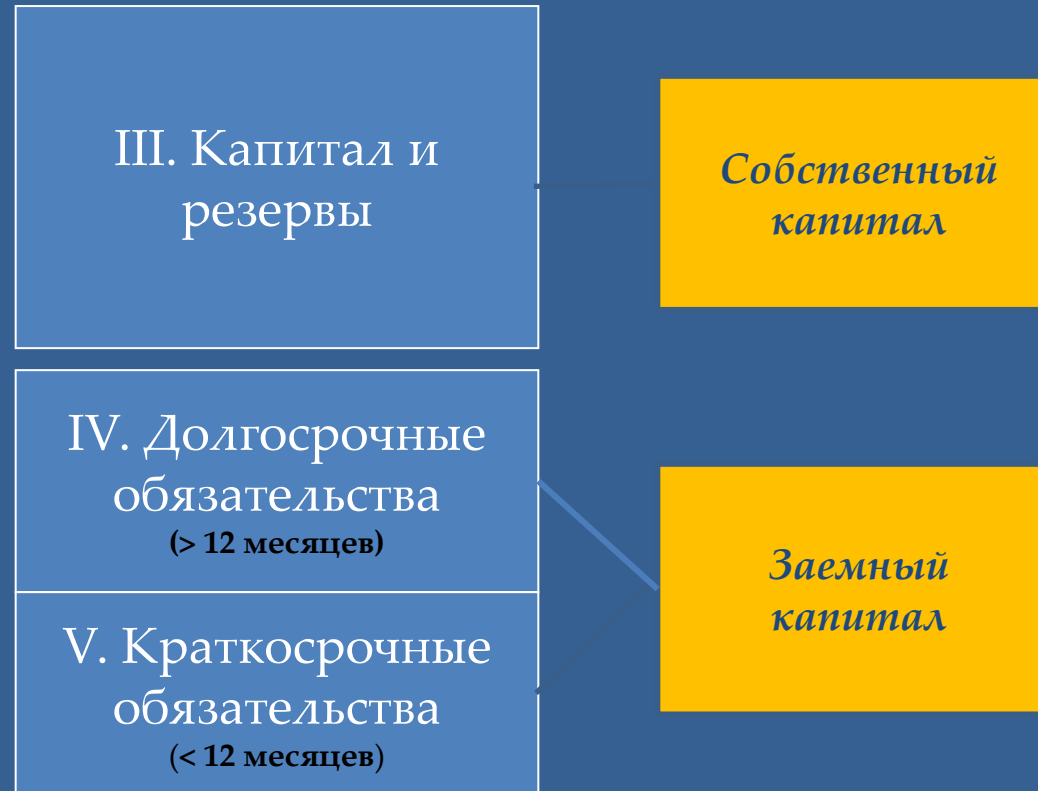 III. Капитал и
резервы
Собственный
капитал
IV. Долгосрочные
обязательства
(> 12 месяцев)
V. Краткосрочные
обязательства
(< 12 месяцев)
Заемный
капитал